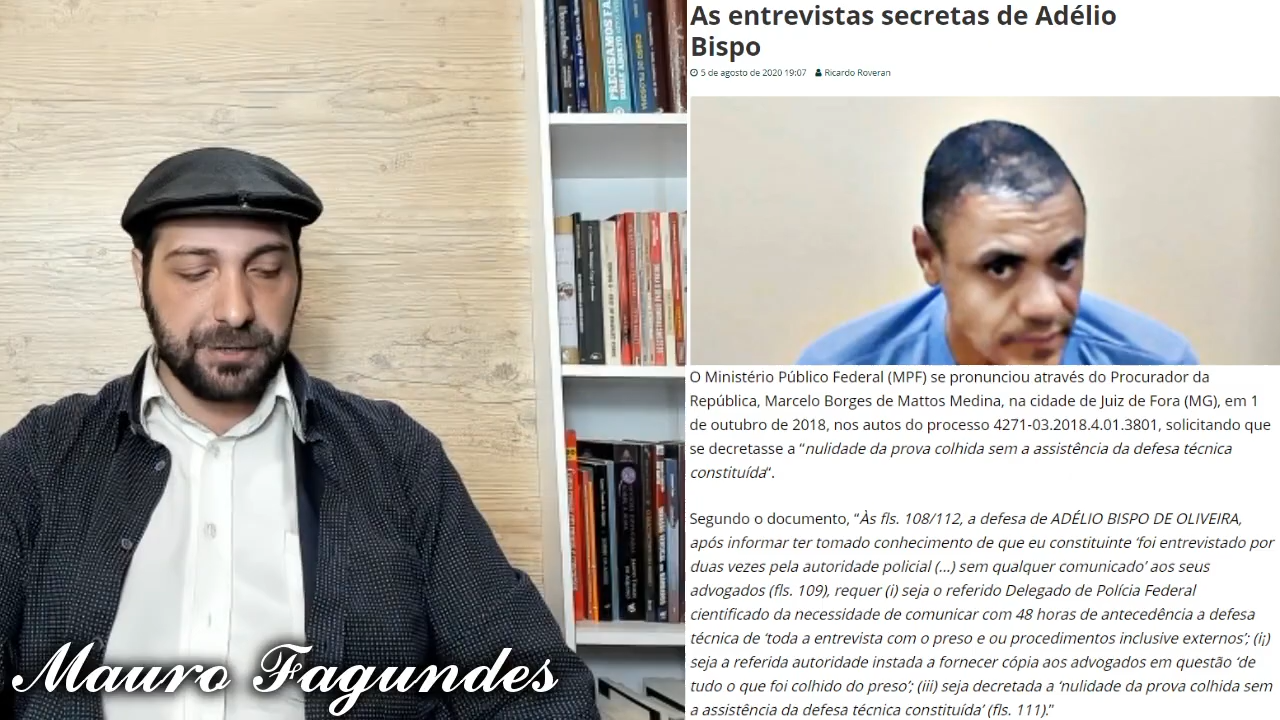 As entrevistas secretas de Adélio
Bispo
5 de agosto de 2020 19:07 Ricardo Roveran
O Ministério Público Federal (MPF) se pronunciou através do Procurador da
República, Marcelo Borges de Mattos Medina, na cidade de Juiz de Fora (MG), em 1
de outubro de 2018, nos autos do processo 4271-03.2018.4.01.3801, solicitando que
se decretasse a “nulidade da prova colhida sem a assistência da defesa técnica
constituída”.
Segundo o documento, “Às fls. 108/112, a defesa de ADÉLIO BISPO DE OLIVEIRA,
após informar ter tomado conhecimento de que eu constituinte ‘foi entrevistado por
duas vezes pela autoridade policial (...) sem qualquer comunicado’ aos seus
advogados (fls. 109), requer (i) seja o referido Delegado de Polícia Federal
cientificado da necessidade de comunicar com 48 horas de antecedência a defesa
técnica de ‘toda a entrevista com o preso e ou procedimentos inclusive externos’; (i¡)
seja a referida autoridade instada a fornecer cópia aos advogados em questão ‘de
tudo o que foi colhido do preso’; (iii) seja decretada a ‘nulidade da prova colhida sem
a assistência da defesa técnica constituída’ (fls. 111).”
Mauro Fagundes
PRECISAMOS FA
SOBRE ABORTO
CURSO DE FILOSOFIA